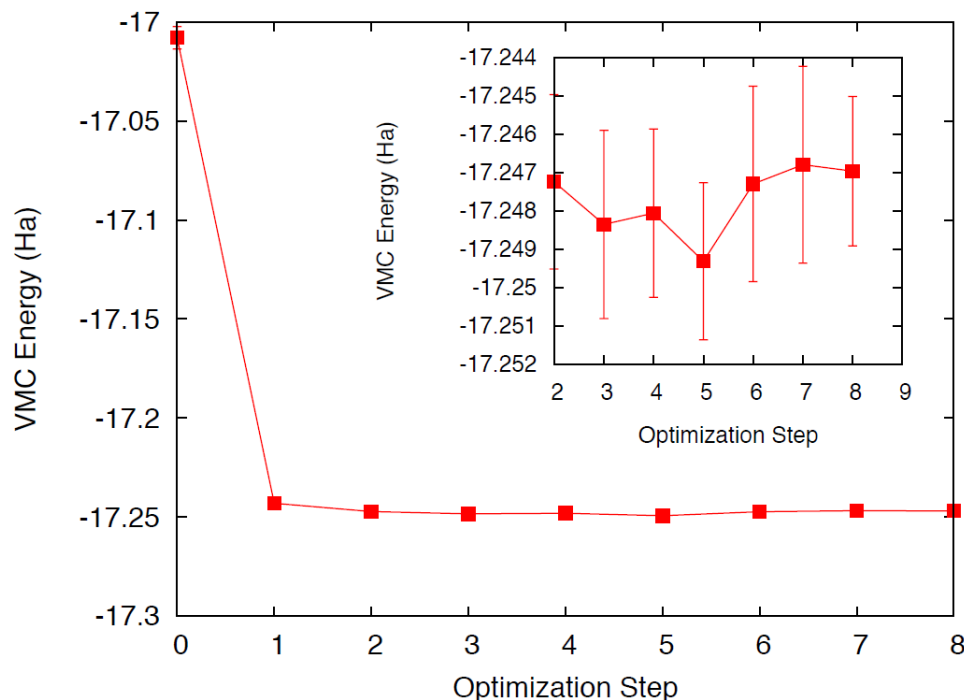 -17
-17.05
-17.1
-17.15
-17.2
-17.25
-17.3
VMC Energy (Ha)
0 1 2 3 4 5 6 7 8
Optimization Step
-17.244
-17.245
-17.246
-17.247
-17.248
-17.249
-17.25
-17.251
-17.252
VMC Energy (Ha)
2 3 4 5 6 7 8 9
Optimization Step